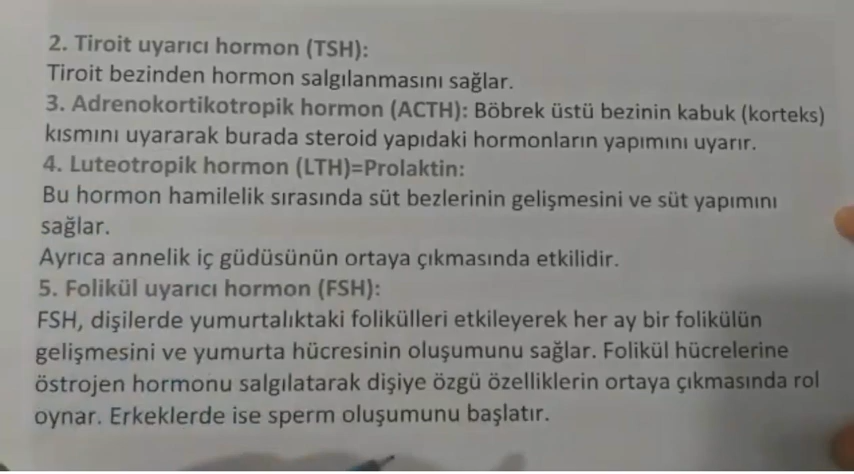 2. Tiroit uyarıcı hormon (TSH):
Tiroit bezinden hormon salgılanmasını sağlar.
3. Adrenokortikotropik hormon (ACTH): Böbrek üstü bezinin kabuk (korteks)
kısmını uyararak burada steroid yapıdaki hormonların yapımını uyarır.
4. Luteotropik hormon (LTH)=Prolaktin:
Bu hormon hamilelik sırasında süt bezlerinin gelişmesini ve süt yapımını
sağlar.
Ayrıca annelik iç güdüsünün ortaya çıkmasında etkilidir.
5. Folikül uyarıcı hormon (FSH):
FSH, dişilerde yumurtalıktaki folikülleri etkileyerek her ay bir folikülün
gelişmesini ve yumurta hücresinin oluşumunu sağlar. Folikül hücrelerine
östrojen hormonu salgılatarak dişiye özgü özelliklerin ortaya çıkmasında rol
oynar. Erkeklerde ise sperm oluşumunu başlatır.